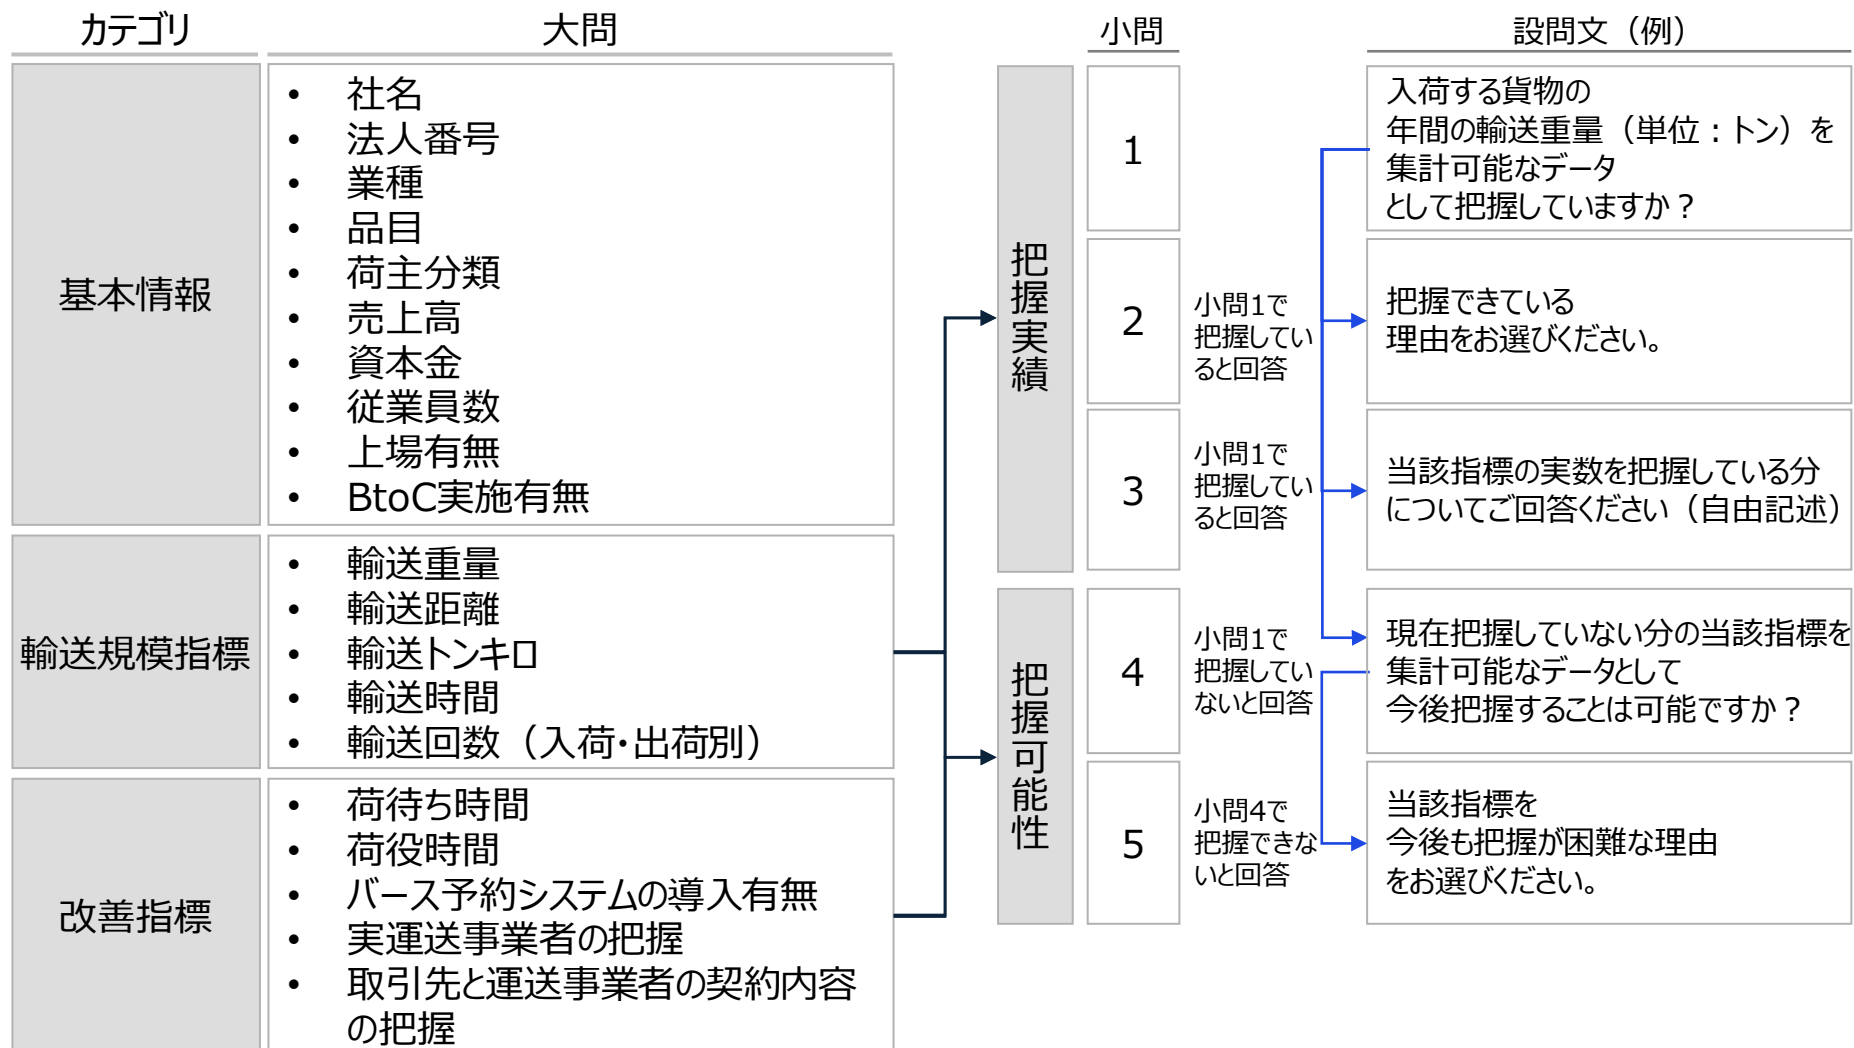 カテゴリ
大問
小問
設問文（例）
基本情報
• 社名
• 法人番号
• 業種
• 品目
• 荷主分類
• 売上高
• 資本金
• 従業員数
• 上場有無
• BtoC実施有無
輸送規模指標
• 輸送重量
• 輸送距離
• 輸送トンキロ
• 輸送時間
• 輸送回数（入荷・出荷別）
改善指標
• 荷待ち時間
• 荷役時間
• バース予約システムの導入有無
• 実運送事業者の把握
• 取引先と運送事業者の契約内容
の把握
把握実績
1
入荷する貨物の
年間の輸送重量（単位：トン）を
集計可能なデータ
として把握していますか？
2
小問1で
把握してい
ると回答
把握できている
理由をお選びください。
3
小問1で
把握してい
ると回答
当該指標の実数を把握している分
についてご回答ください（自由記述）
把握可能性
4
小問1で
把握してい
ないと回答
現在把握していない分の当該指標を
集計可能なデータとして
今後把握することは可能ですか？
5
小問4で
把握できな
いと回答
当該指標を
今後も把握が困難な理由
をお選びください。